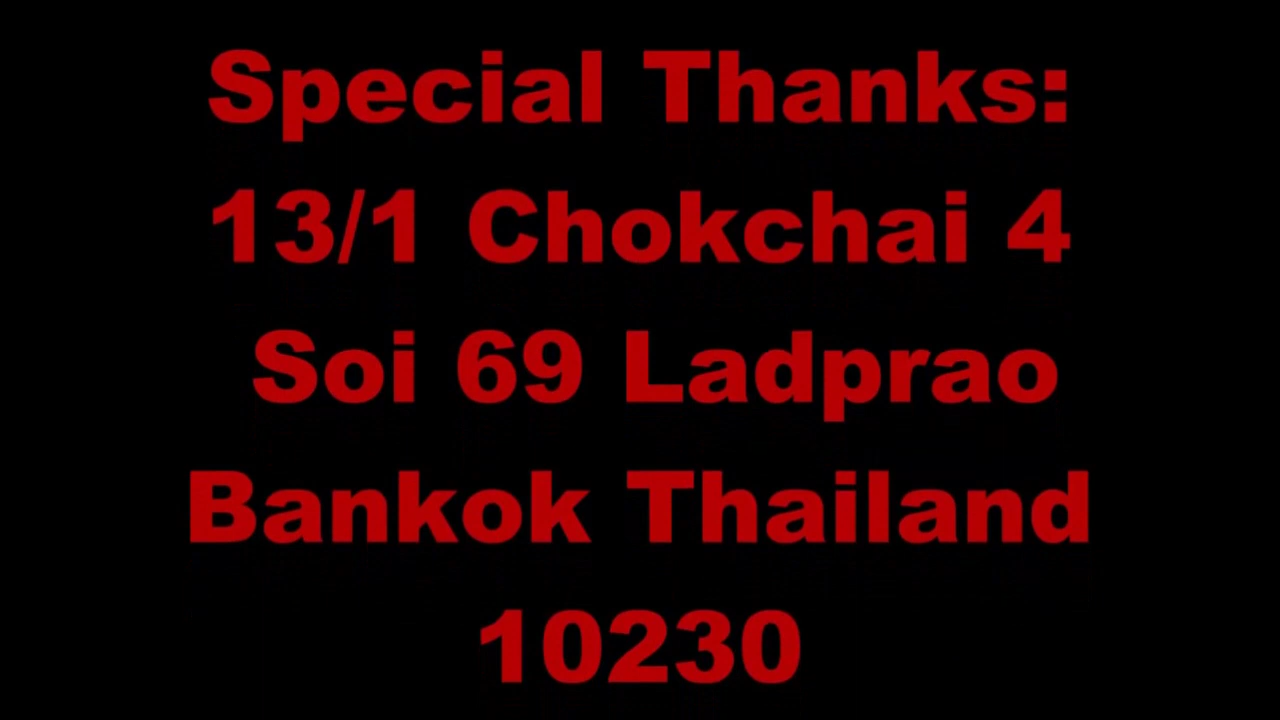 Special Thanks:
13/1 Chokchai 4
Soi 69 Ladprao
Bankok Thailand
10230